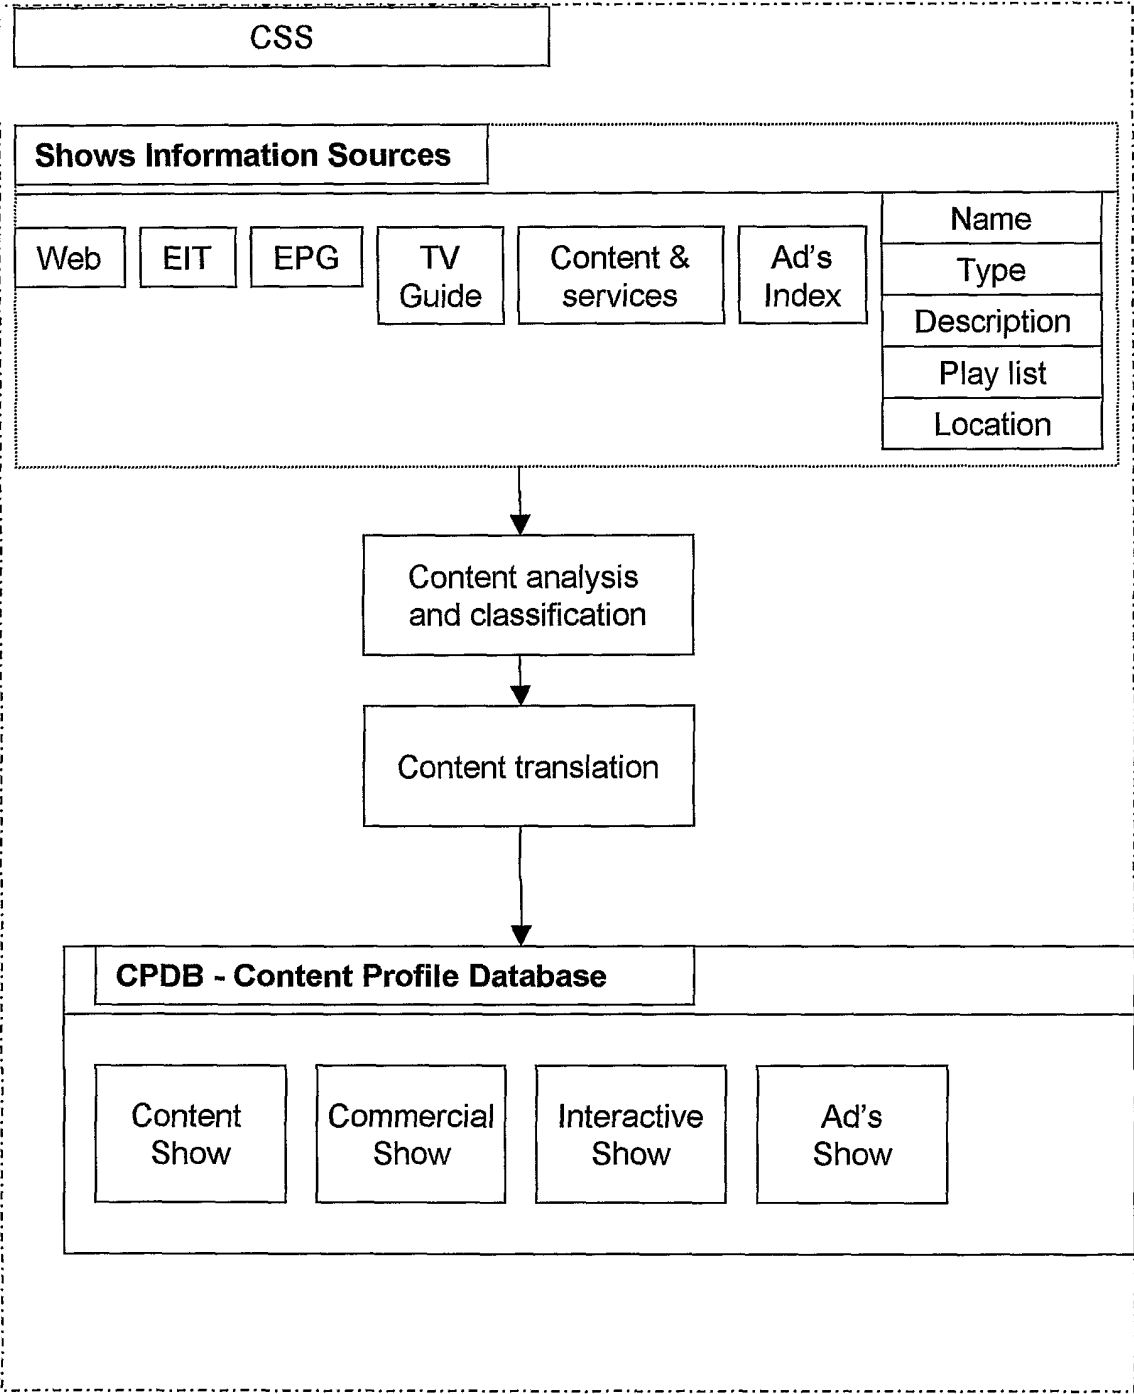 CSS
Shows Information Sources
Web
EIT
EPG
TV
Guide
Content &
services
Ad's
Index
Name
Type
Description
Play list
Location
Content analysis
and classification
Content translation
CPDB - Content Profile Database
Content
Show
Commercial
Show
Interactive
Show
Ad's
Show